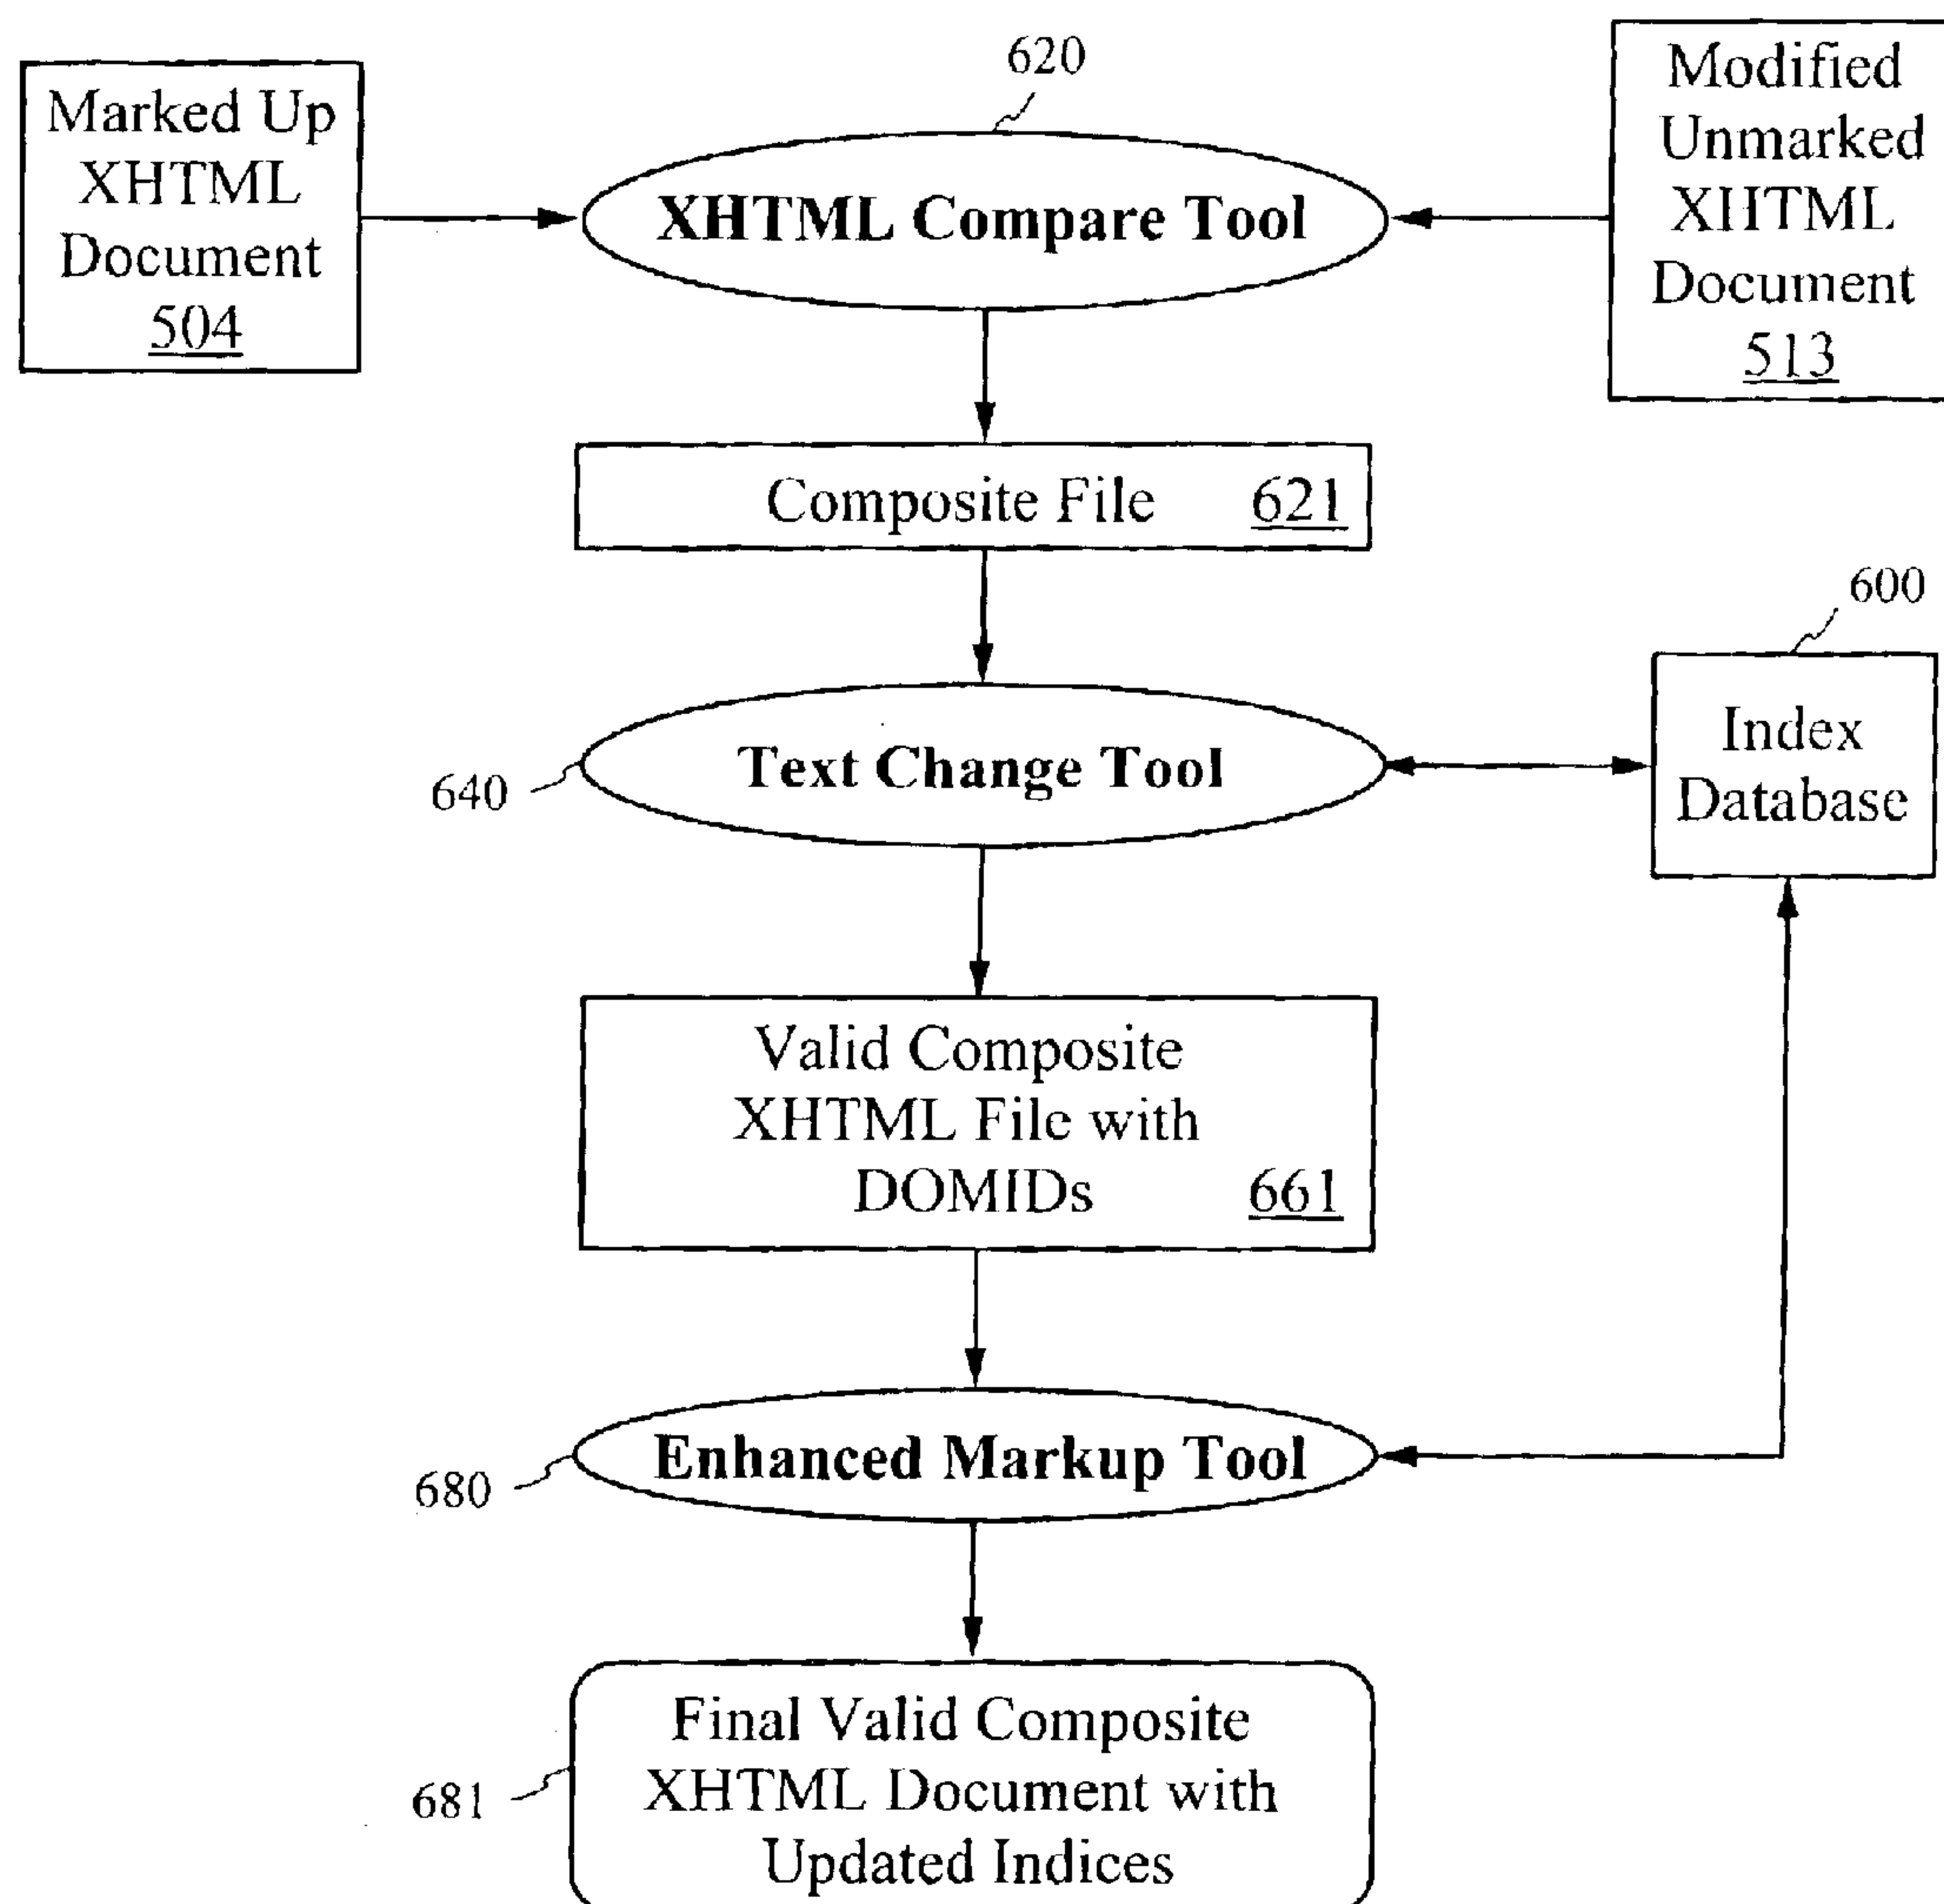 Marked Up
XHTML
Document
504
620
XHTML Compare Tool
Modified
Unmarked
XHTML
Document
513
Composite File 621
600
Index
Database
640
Text Change Tool
Valid Composite
XHTML File with
DOMIDs 661
680
Enhanced Markup Tool
681
Final Valid Composite
XHTML Document with
Updated Indices